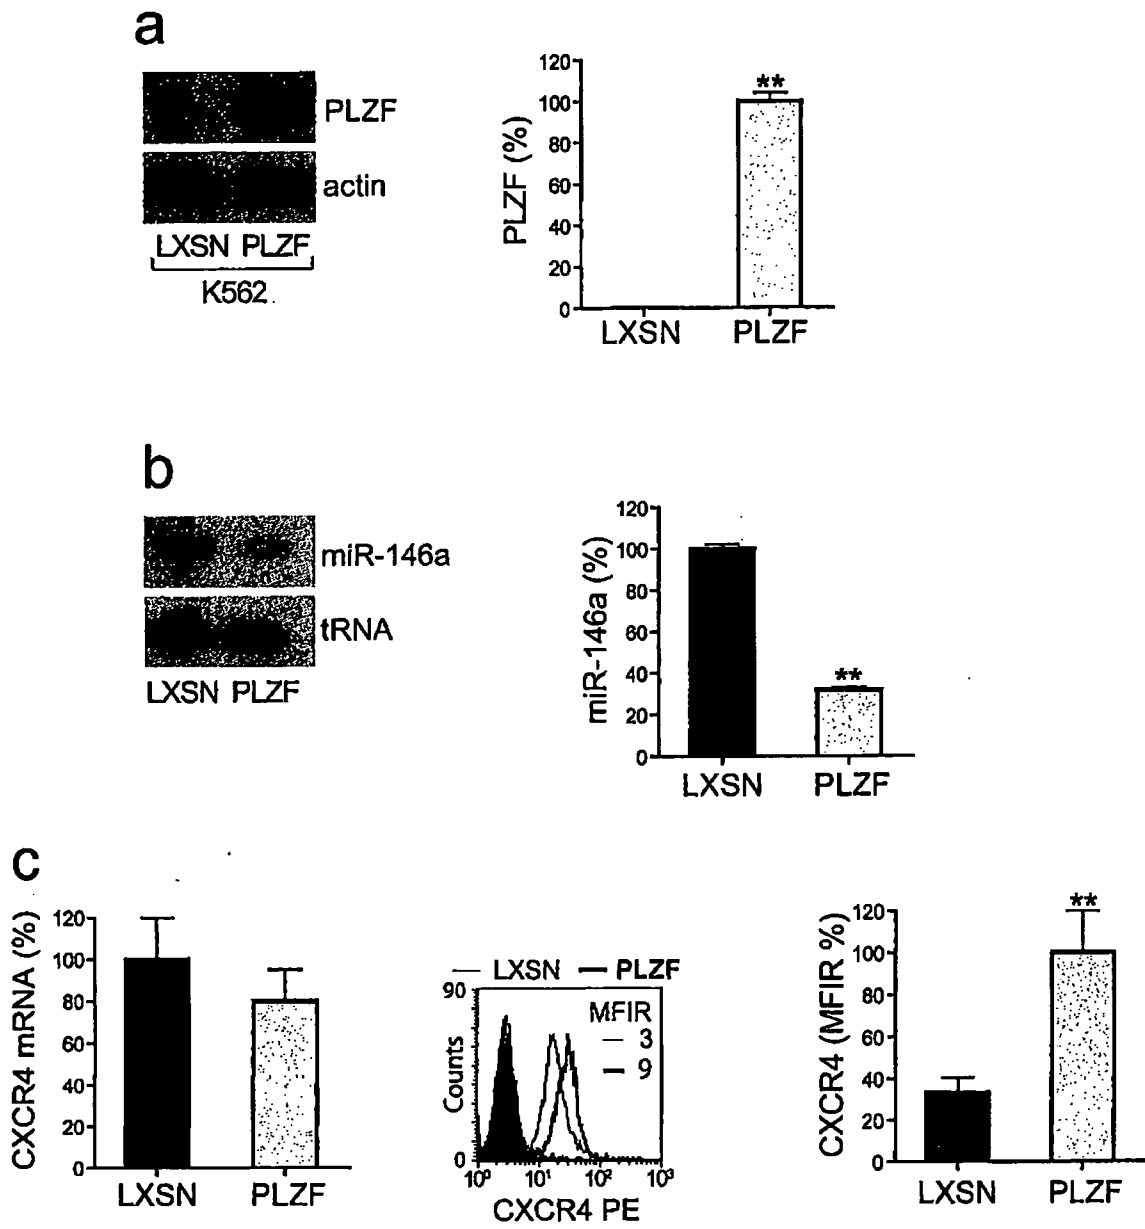 a
PLZF
actin
LXSN PLZF
K562
PLZF (%)
120
100
80
60
40
20
0
**
LXSN PLZF
b
miR-146a
tRNA
LXSN PLZF
miR-146a (%)
120
100
80
60
40
20
0
**
LXSN PLZF
c
CXCR4 mRNA (%)
120
100
80
60
40
20
0
LXSN PLZF
LXSN PLZF
90
Counts
0
MFIR
3
9
10⁰ 10¹ 10² 10³
CXCR4 PE
CXCR4 (MFIR %)
120
100
80
60
40
20
0
**
LXSN PLZF